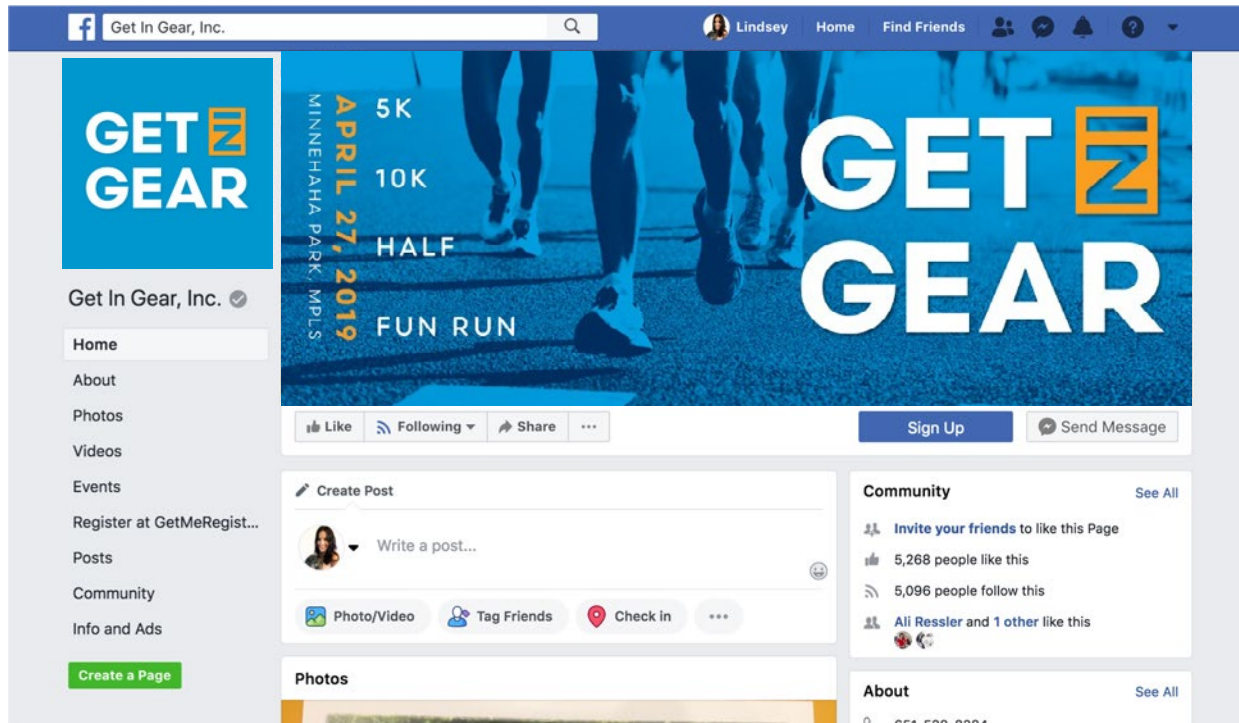 Get In Gear, Inc.
Lindsey
Home
Find Friends
GET IN
GEAR
Get In Gear, Inc.
Home
About
Photos
Videos
Events
Register at GetMeRegist...
Posts
Community
Info and Ads
Create a Page
MINNEHAHA PARK, MPLS
APRIL 27, 2019
5K
10K
HALF
FUN RUN
GET IN
GEAR
Like
Following
Share
...
Sign Up
Send Message
Create Post
Write a post...
Photo/Video
Tag Friends
Check in
...
Photos
Community
See All
Invite your friends to like this Page
5,268 people like this
5,096 people follow this
Ali Ressler and 1 other like this
About
See All